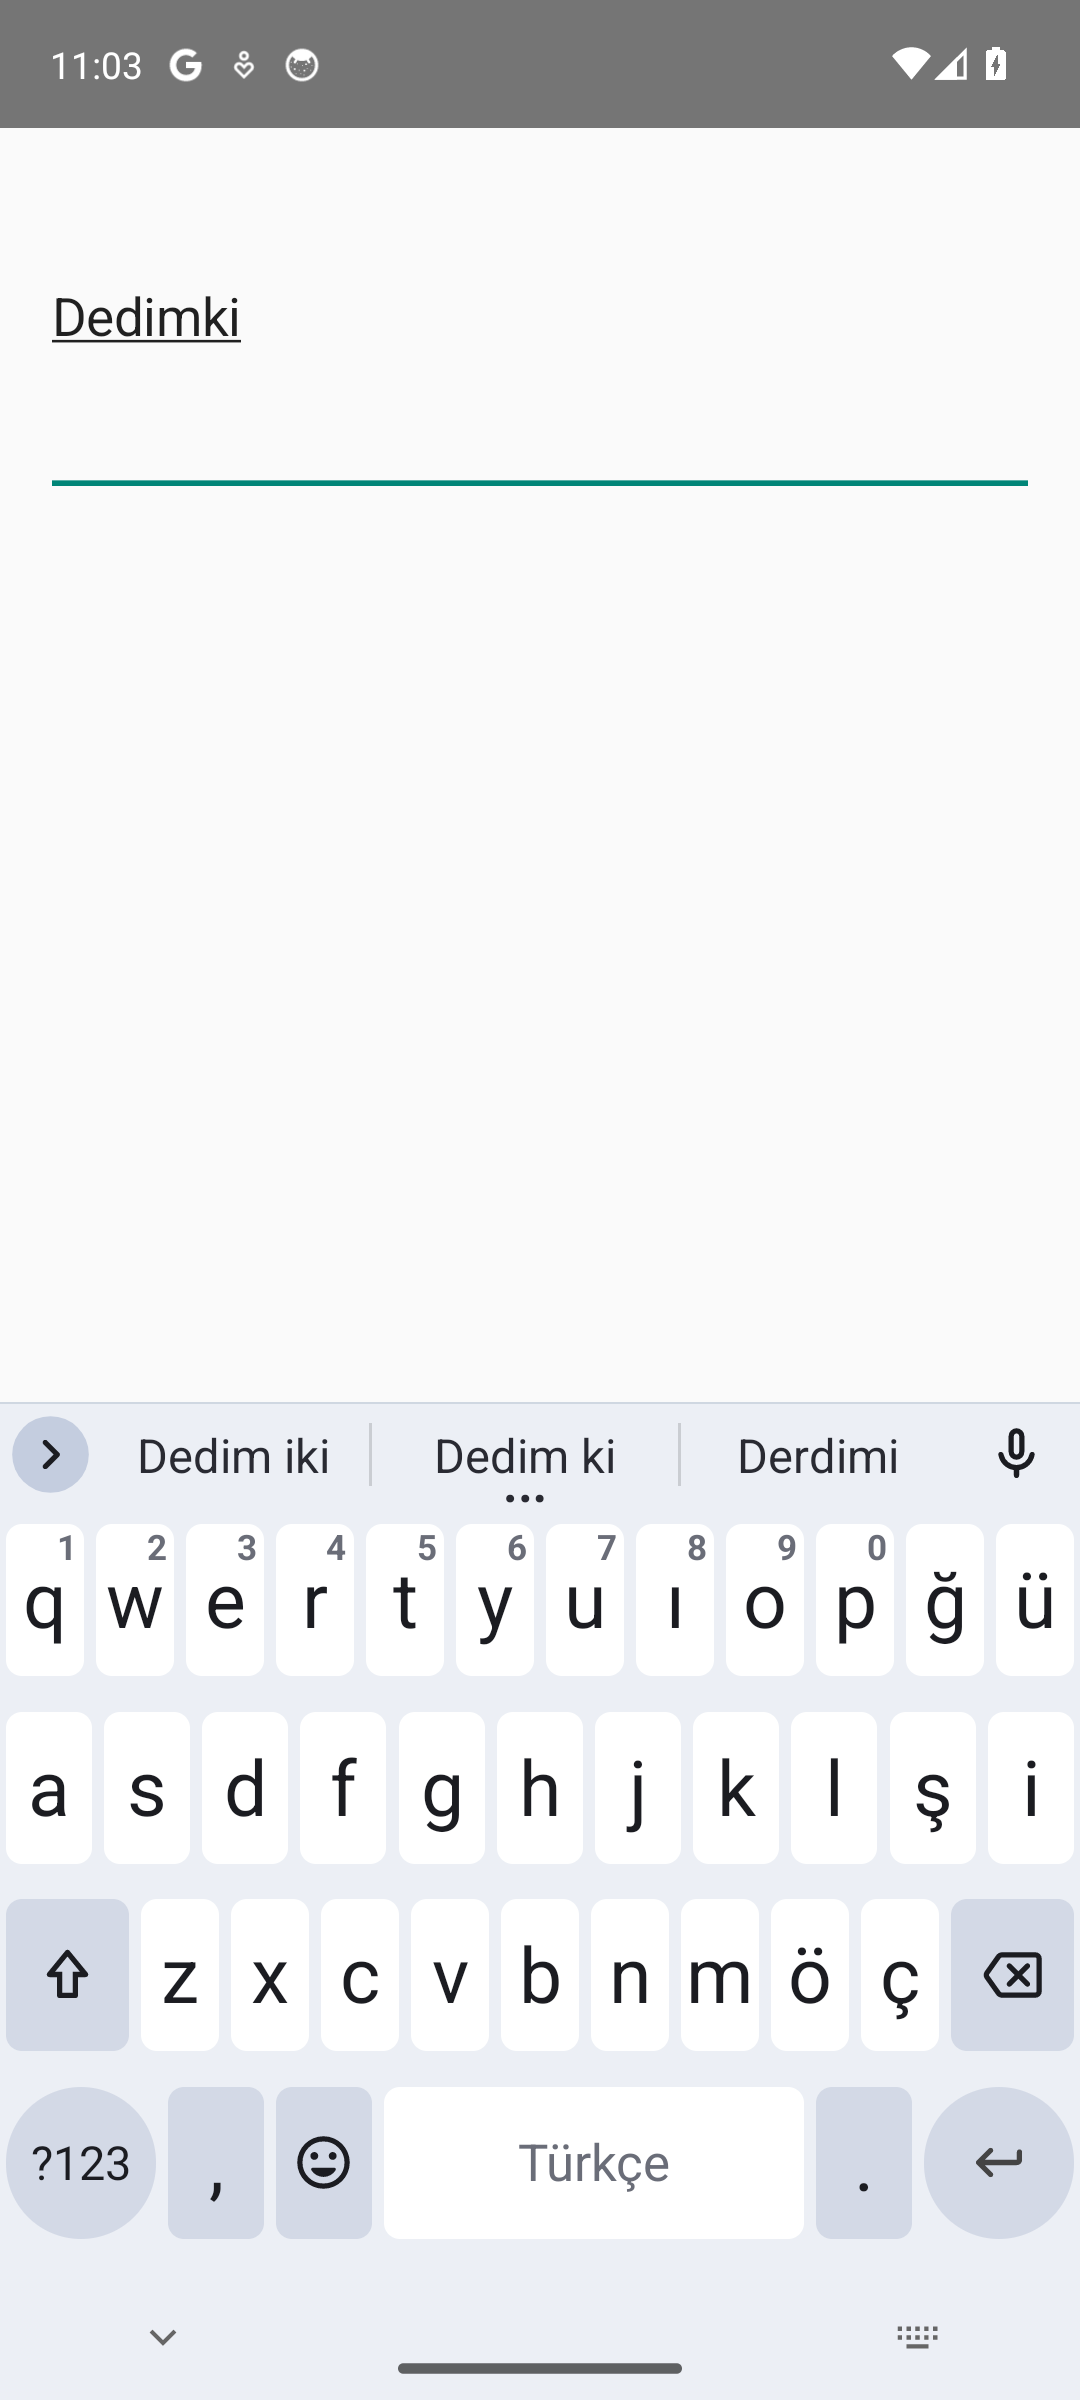 11:03
Dedimki
Dedim iki Dedim ki Derdimi
1 2 3 4 5 6 7 8 9 0
q w e r t y u ı o p ğ ü
a s d f g h j k l ş i
z x c v b n m ö ç
?123 , Türkçe .